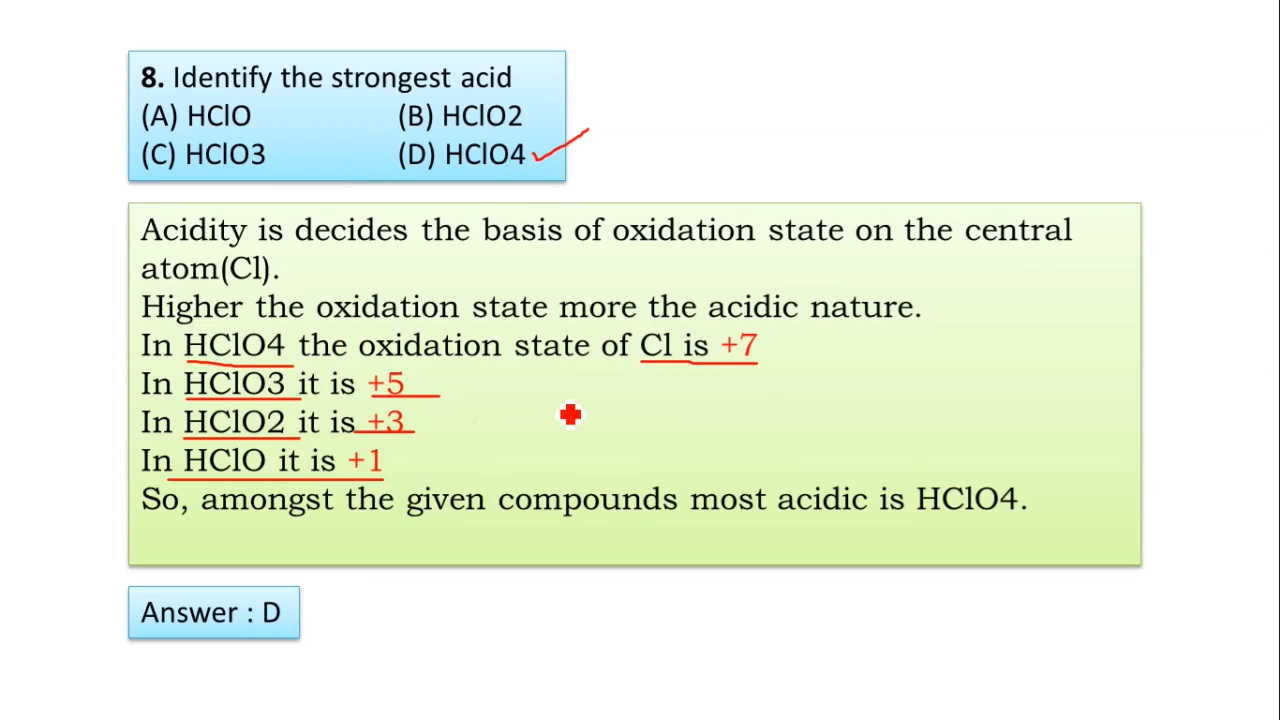 8. Identify the strongest acid
(A) HClO (B) HClO2
(C) HClO3 (D) HClO4
Acidity is decides the basis of oxidation state on the central
atom(Cl).
Higher the oxidation state more the acidic nature.
In HClO4 the oxidation state of Cl is +7
In HClO3 it is +5
In HClO2 it is +3
In HClO it is +1
So, amongst the given compounds most acidic is HClO4.
Answer : D